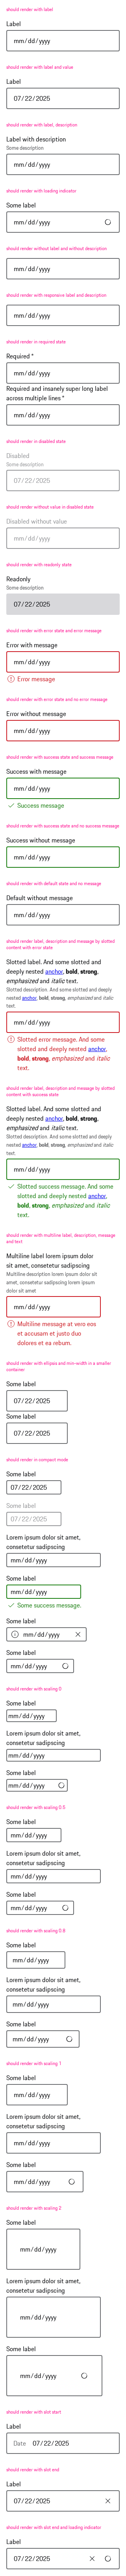 should render with label
Label
mm/dd/yyyy
should render with label and value
Label
07/22/2025
should render with label, description
Label with description
Some description
mm/dd/yyyy
should render with loading indicator
Some label
mm/dd/yyyy
should render without label and without description
mm/dd/yyyy
should render with responsive label and description
mm/dd/yyyy
should render in required state
Required *
mm/dd/yyyy
Required and insanely super long label
across multiple lines *
mm/dd/yyyy
should render in disabled state
Disabled
Some description
07/22/2025
should render without value in disabled state
Disabled without value
mm/dd/yyyy
should render with readonly state
Readonly
Some description
07/22/2025
should render with error state and error message
Error with message
mm/dd/yyyy
Error message
should render with error state and no error message
Error without message
mm/dd/yyyy
should render with success state and success message
Success with message
mm/dd/yyyy
Success message
should render with success state and no success message
Success without message
mm/dd/yyyy
should render with default state and no message
Default without message
mm/dd/yyyy
should render label, description and message by slotted
content with error state
Slotted label. And some slotted and
deeply nested anchor, bold, strong,
emphasized and italic text.
Slotted description. And some slotted and deeply
nested anchor, bold, strong, emphasized and italic
text.
mm/dd/yyyy
Slotted error message. And some
slotted and deeply nested anchor,
bold, strong, emphasized and italic
text.
should render label, description and message by slotted
content with success state
Slotted label. And some slotted and
deeply nested anchor, bold, strong,
emphasized and italic text.
Slotted description. And some slotted and deeply
nested anchor, bold, strong, emphasized and italic
text.
mm/dd/yyyy
Slotted success message. And some
slotted and deeply nested anchor,
bold, strong, emphasized and italic
text.
should render with multiline label, description, message
and text
Multiline label lorem ipsum dolor
sit amet, consetetur sadipscing
Multiline description lorem ipsum dolor sit
amet, consetetur sadipscing lorem ipsum
dolor sit amet
mm/dd/yyyy
Multiline message at vero eos
et accusam et justo duo
dolores et ea rebum.
should render with ellipsis and min-width in a smaller
container
Some label
07/22/2025
Some label
07/22/2025
should render in compact mode
Some label
07/22/2025
Some label
07/22/2025
Lorem ipsum dolor sit amet,
consetetur sadipscing
mm/dd/yyyy
Some label
mm/dd/yyyy
Some success message.
Some label
mm/dd/yyyy
Some label
mm/dd/yyyy
should render with scaling 0
Some label
mm/dd/yyyy
Lorem ipsum dolor sit amet,
consetetur sadipscing
mm/dd/yyyy
Some label
mm/dd/yyyy
should render with scaling 0.5
Some label
mm/dd/yyyy
Lorem ipsum dolor sit amet,
consetetur sadipscing
mm/dd/yyyy
Some label
mm/dd/yyyy
should render with scaling 0.8
Some label
mm/dd/yyyy
Lorem ipsum dolor sit amet,
consetetur sadipscing
mm/dd/yyyy
Some label
mm/dd/yyyy
should render with scaling 1
Some label
mm/dd/yyyy
Lorem ipsum dolor sit amet,
consetetur sadipscing
mm/dd/yyyy
Some label
mm/dd/yyyy
should render with scaling 2
Some label
mm/dd/yyyy
Lorem ipsum dolor sit amet,
consetetur sadipscing
mm/dd/yyyy
Some label
mm/dd/yyyy
should render with slot start
Label
Date 07/22/2025
should render with slot end
Label
07/22/2025
should render with slot end and loading indicator
Label
07/22/2025